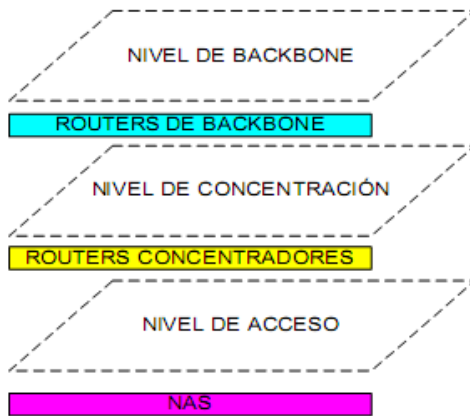 NIVEL DE BACKBONE
ROUTERS DE BACKBONE
NIVEL DE CONCENTRACIÓN
ROUTERS CONCENTRADORES
NIVEL DE ACCESO
NAS